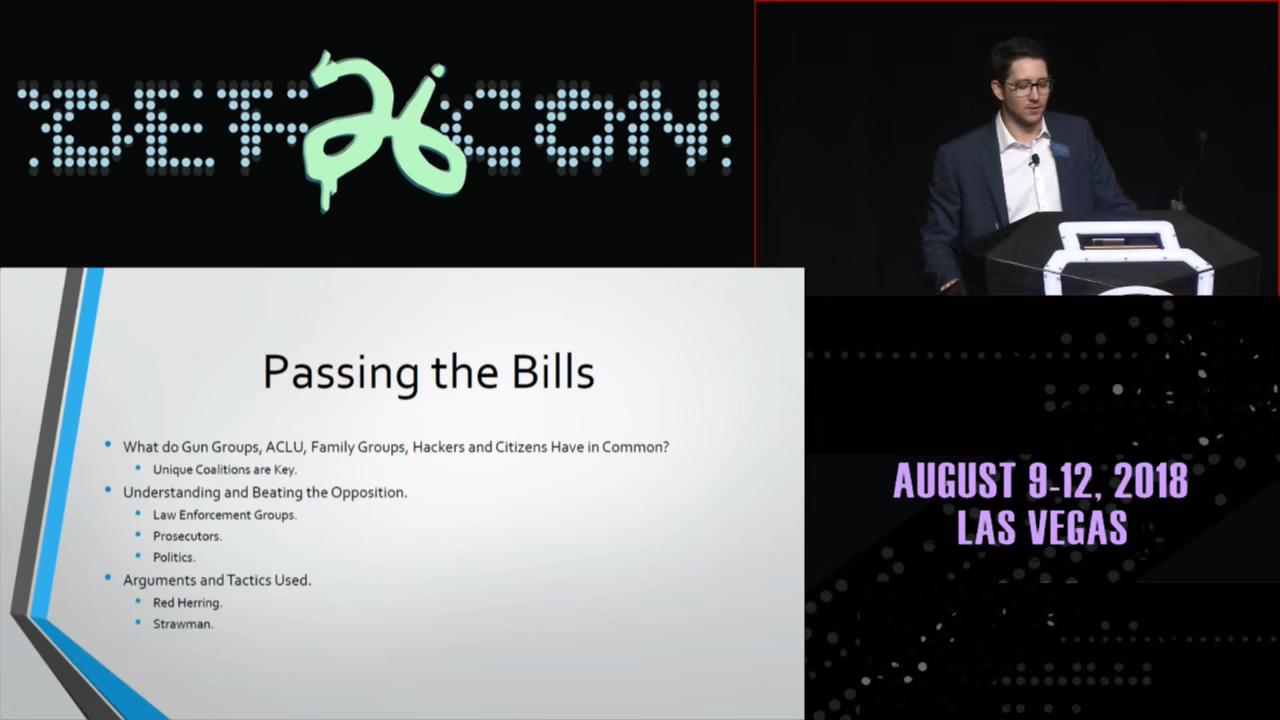 DEF 26 CON
Passing the Bills
• What do Gun Groups, ACLU, Family Groups, Hackers and Citizens Have in Common?
• Unique Coalitions are Key.
• Understanding and Beating the Opposition.
• Law Enforcement Groups.
• Prosecutors.
• Politics.
• Arguments and Tactics Used.
• Red Herring.
• Strawman.
AUGUST 9-12, 2018
LAS VEGAS